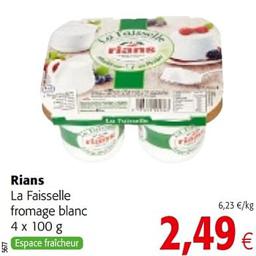 La Faisselle
rians
La Faisselle
rians
rians
Rians
La Faisselle
fromage blanc
4 x 100 g
Espace fraîcheur
6,23 €/kg
2,49 €